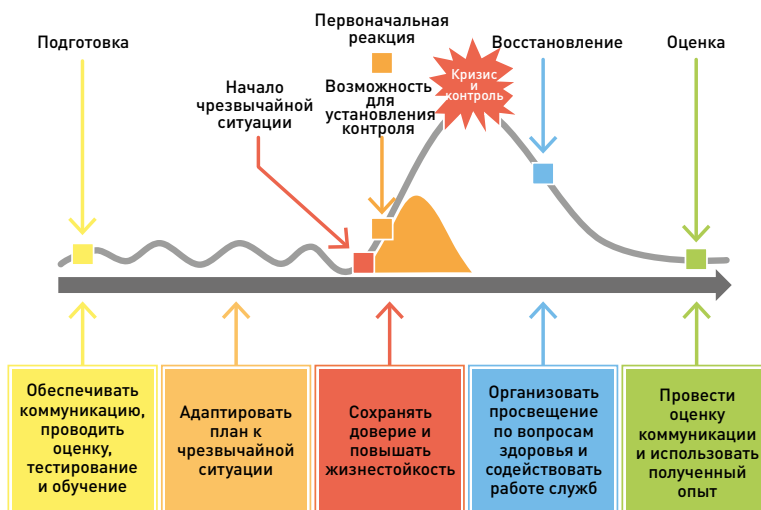 Подготовка
Начало
чрезвычайной
ситуации
Первоначальная
реакция
Возможность
для
установления
контроля
Кризис
и
контроль
Восстановление
Оценка
Обеспечивать
коммуникацию,
проводить
оценку,
тестирование
и обучение
Адаптировать
план к
чрезвычайной
ситуации
Сохранять
доверие и
повышать
жизнестойкость
Организовать
просвещение
по вопросам
здоровья и
содействовать
работе служб
Провести
оценку
коммуникации
и использовать
полученный
опыт